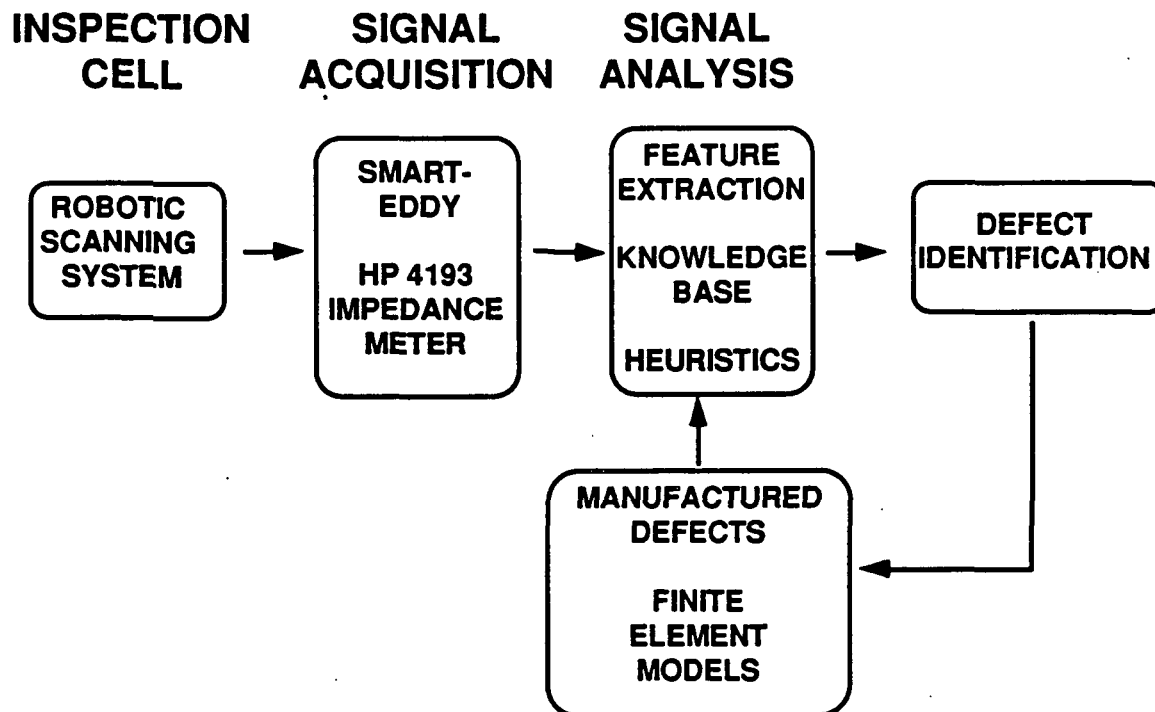 INSPECTION
CELL
SIGNAL
ACQUISITION
SIGNAL
ANALYSIS
ROBOTIC
SCANNING
SYSTEM
SMART-
EDDY
HP 4193
IMPEDANCE
METER
FEATURE
EXTRACTION
KNOWLEDGE
BASE
HEURISTICS
DEFECT
IDENTIFICATION
MANUFACTURED
DEFECTS
FINITE
ELEMENT
MODELS